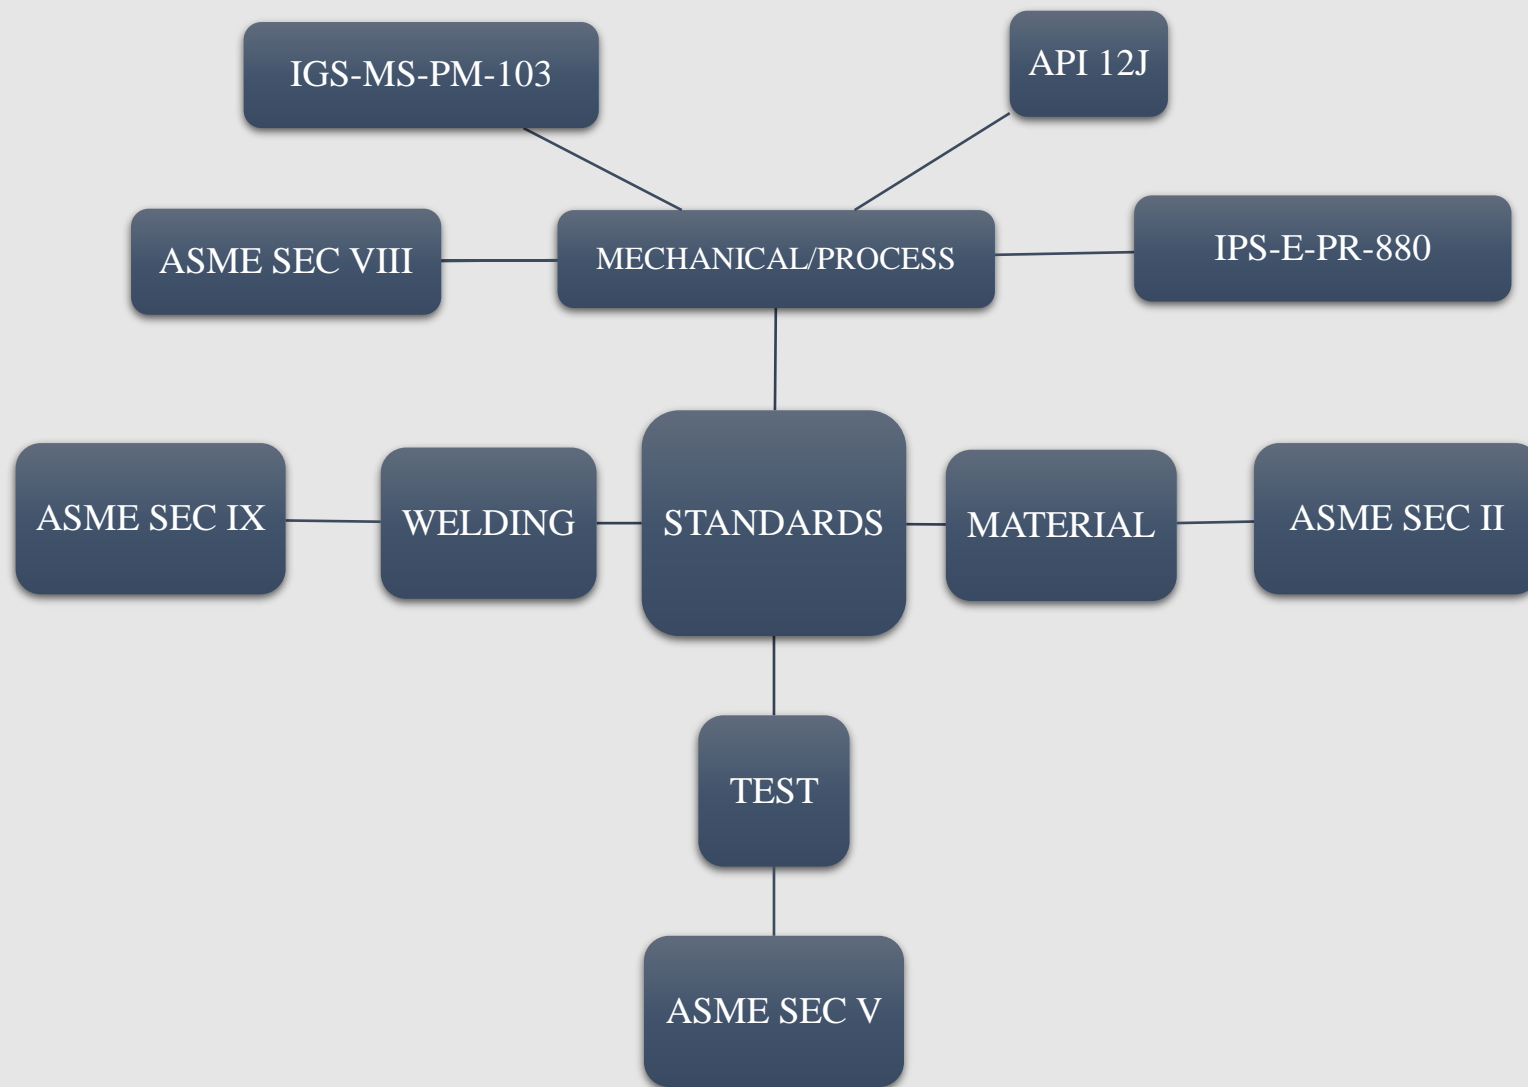 IGS-MS-PM-103
API 12J
ASME SEC VIII
MECHANICAL/PROCESS
IPS-E-PR-880
ASME SEC IX
WELDING
STANDARDS
MATERIAL
ASME SEC II
TEST
ASME SEC V